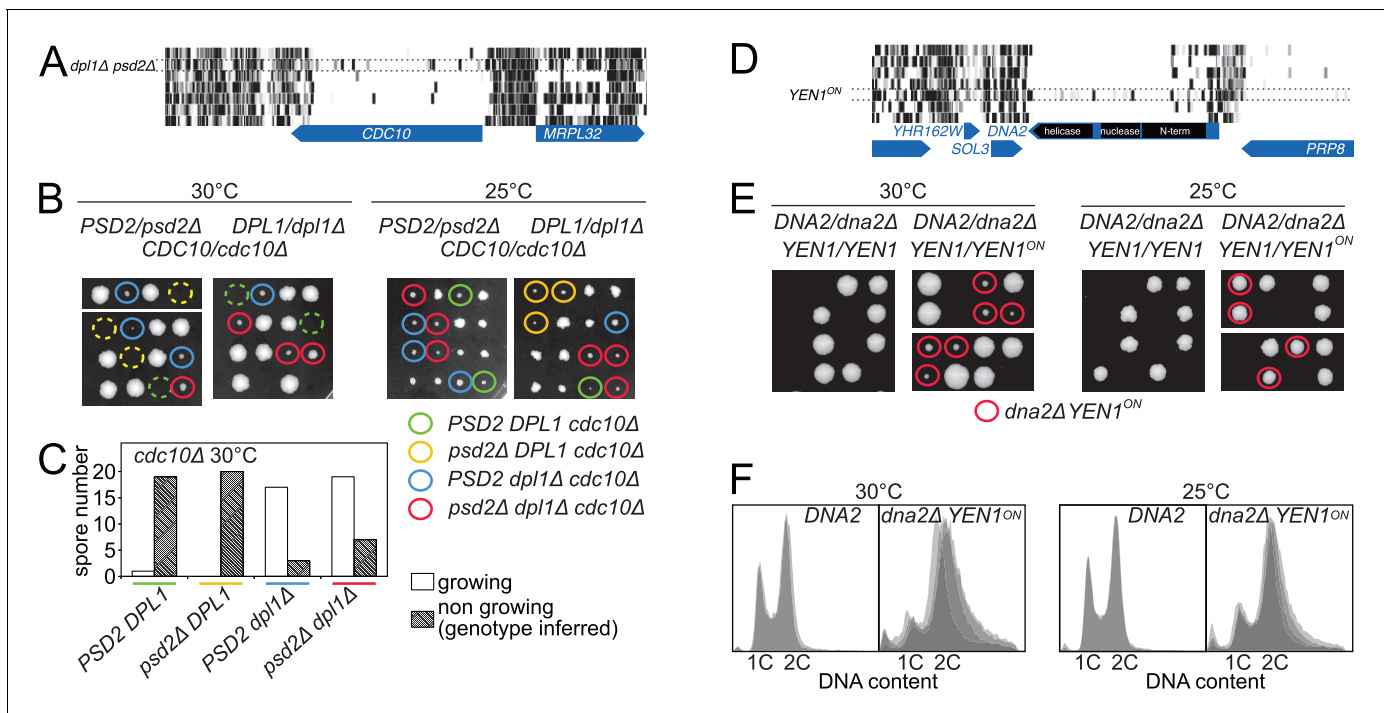 A
dpl1Δ psd2Δ
CDC10
MRPL32
B
30°C
25°C
PSD2/psd2Δ DPL1/dpl1Δ
CDC10/cdc10Δ
PSD2/psd2Δ DPL1/dpl1Δ
CDC10/cdc10Δ
PSD2 DPL1 cdc10Δ
psd2Δ DPL1 cdc10Δ
PSD2 dpl1Δ cdc10Δ
psd2Δ dpl1Δ cdc10Δ
C
cdc10Δ 30°C
spore number
20
15
10
5
0
PSD2 DPL1
psd2Δ DPL1
PSD2 dpl1Δ
psd2Δ dpl1Δ
growing
non growing
(genotype inferred)
D
YEN1ON
YHR162W
DNA2
helicase
nuclease
N-term
SOL3
PRP8
E
30°C
25°C
DNA2/dna2Δ DNA2/dna2Δ
YEN1/YEN1 YEN1/YEN1ON
DNA2/dna2Δ DNA2/dna2Δ
YEN1/YEN1 YEN1/YEN1ON
dna2Δ YEN1ON
F
30°C
25°C
DNA2
dna2Δ YEN1ON
DNA2
dna2Δ YEN1ON
1C 2C
1C 2C
1C 2C
1C 2C
DNA content
DNA content